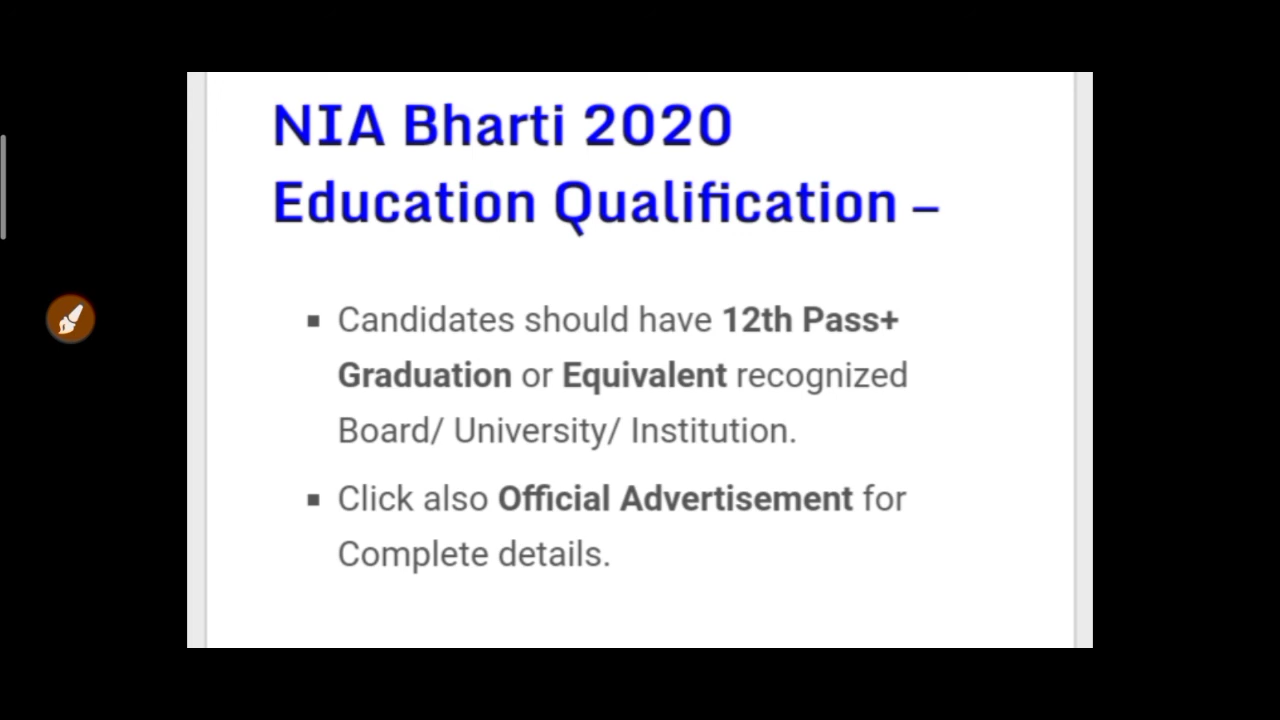 NIA Bharti 2020
Education Qualification –
▪ Candidates should have 12th Pass+
Graduation or Equivalent recognized
Board/ University/ Institution.
▪ Click also Official Advertisement for
Complete details.